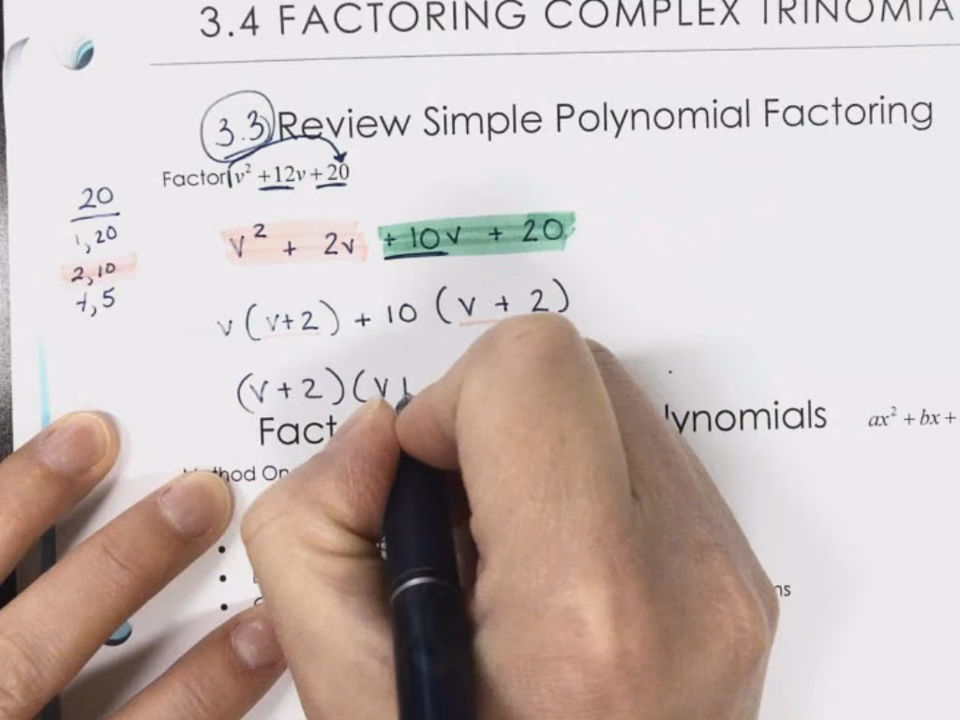 3.4 FACTORING COMPLEX TRINOMIA
3.3 Review Simple Polynomial Factoring
Factor v² +12v + 20
20
1, 20
2, 10
4, 5
v² + 2v + 10v + 20
v (v+2) + 10 (v + 2)
(v + 2) (v
Fact ynomials ax² + bx +
hod On
ns